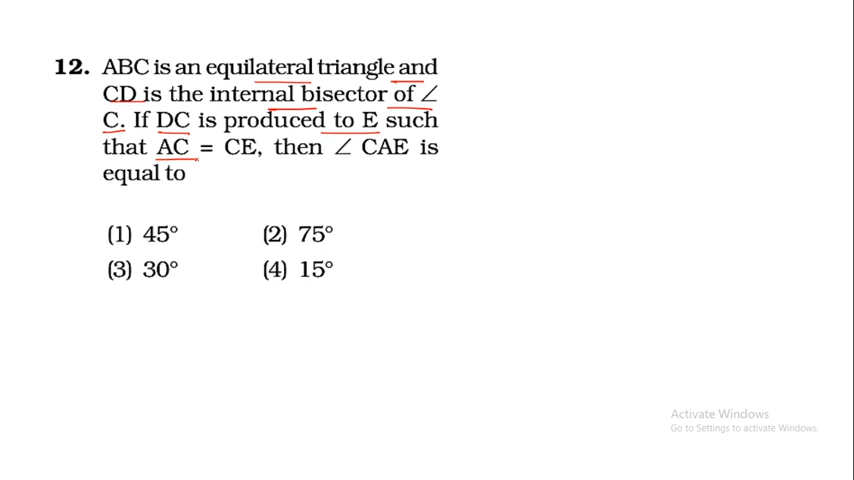 12. ABC is an equilateral triangle and
CD is the internal bisector of ∠
C. If DC is produced to E such
that AC = CE, then ∠ CAE is
equal to
(1) 45° (2) 75°
(3) 30° (4) 15°
Activate Windows
Go to Settings to activate Windows.